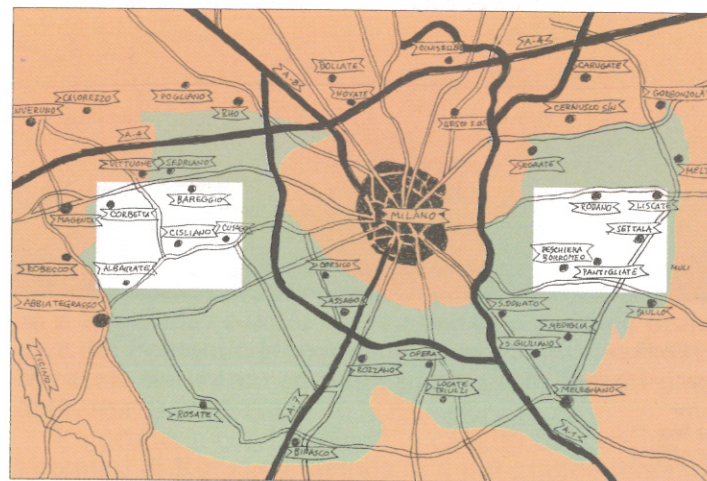 CINISELLO
A-4
BOLLATE
A-8
CARUGATE
POGLIANO
CASOREZZO
NOVATE
GORGONZOLA
RHO
CERNUSCO S/N
A-4
SEGRATE
VITTUONE
SEDRIANO
MAGENTA
CORBETTA
BAREGGIO
MILANO
RODANO
LISCATE
CISLIANO
CUSAGO
SETTALA
ROBECCO
ALBAIRATE
CORSICO
PESCHIERA
BORROMEO
PANTIGLIATE
ABBIATEGRASSO
ASSAGO
S.DONATO
PAULLO
MEDIGLIA
S.GIULIANO
OPERA
ROZZANO
LOCATE
TRIULZI
TICINO
ROSATE
A-7
MELEGNANO
A-1
BINASCO